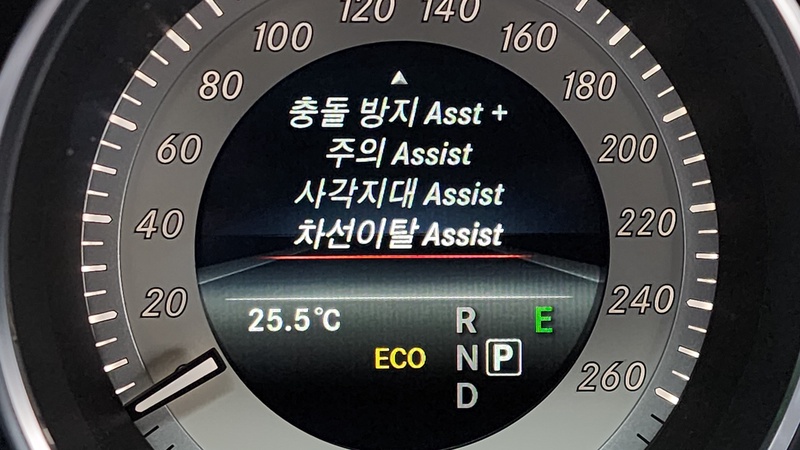 120 140
100 160
80 180
60 200
40 220
20 240
260
충돌 방지 Asst +
주의 Assist
사각지대 Assist
차선이탈 Assist
25.5℃
R E
ECO N P
D